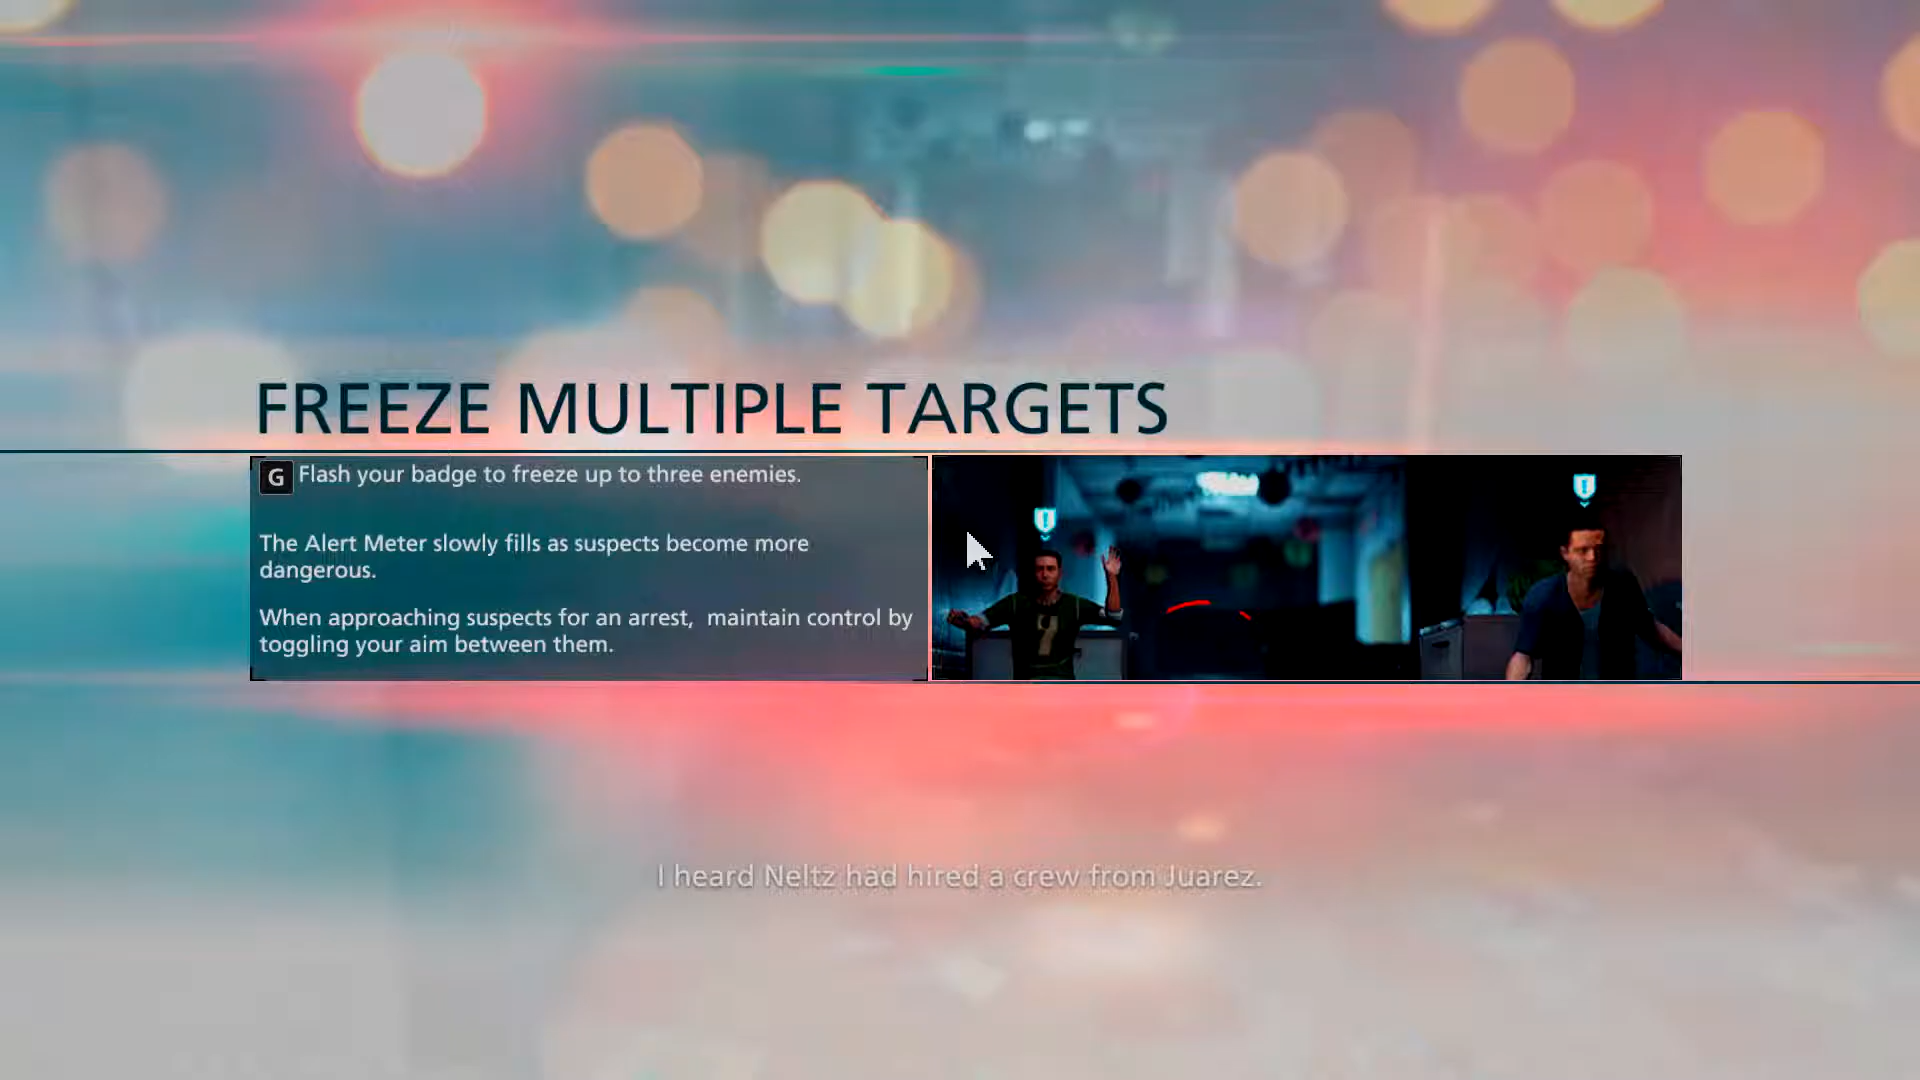 FREEZE MULTIPLE TARGETS
G Flash your badge to freeze up to three enemies.
The Alert Meter slowly fills as suspects become more
dangerous.
When approaching suspects for an arrest, maintain control by
toggling your aim between them.
I heard Neltz had hired a crew from Juarez.